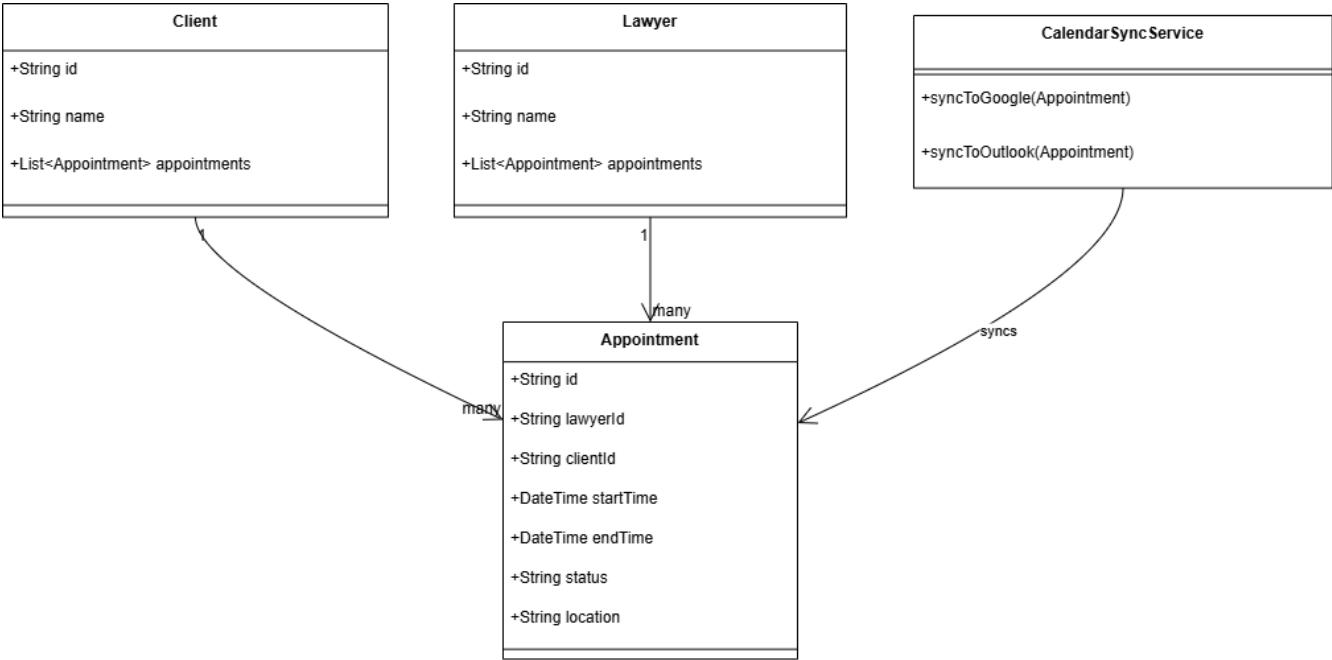 Client
+String id
+String name
+List<Appointment> appointments
Lawyer
+String id
+String name
+List<Appointment> appointments
CalendarSyncService
+syncToGoogle(Appointment)
+syncToOutlook(Appointment)
1
1
many
many
syncs
Appointment
+String id
+String lawyerId
+String clientId
+DateTime startTime
+DateTime endTime
+String status
+String location